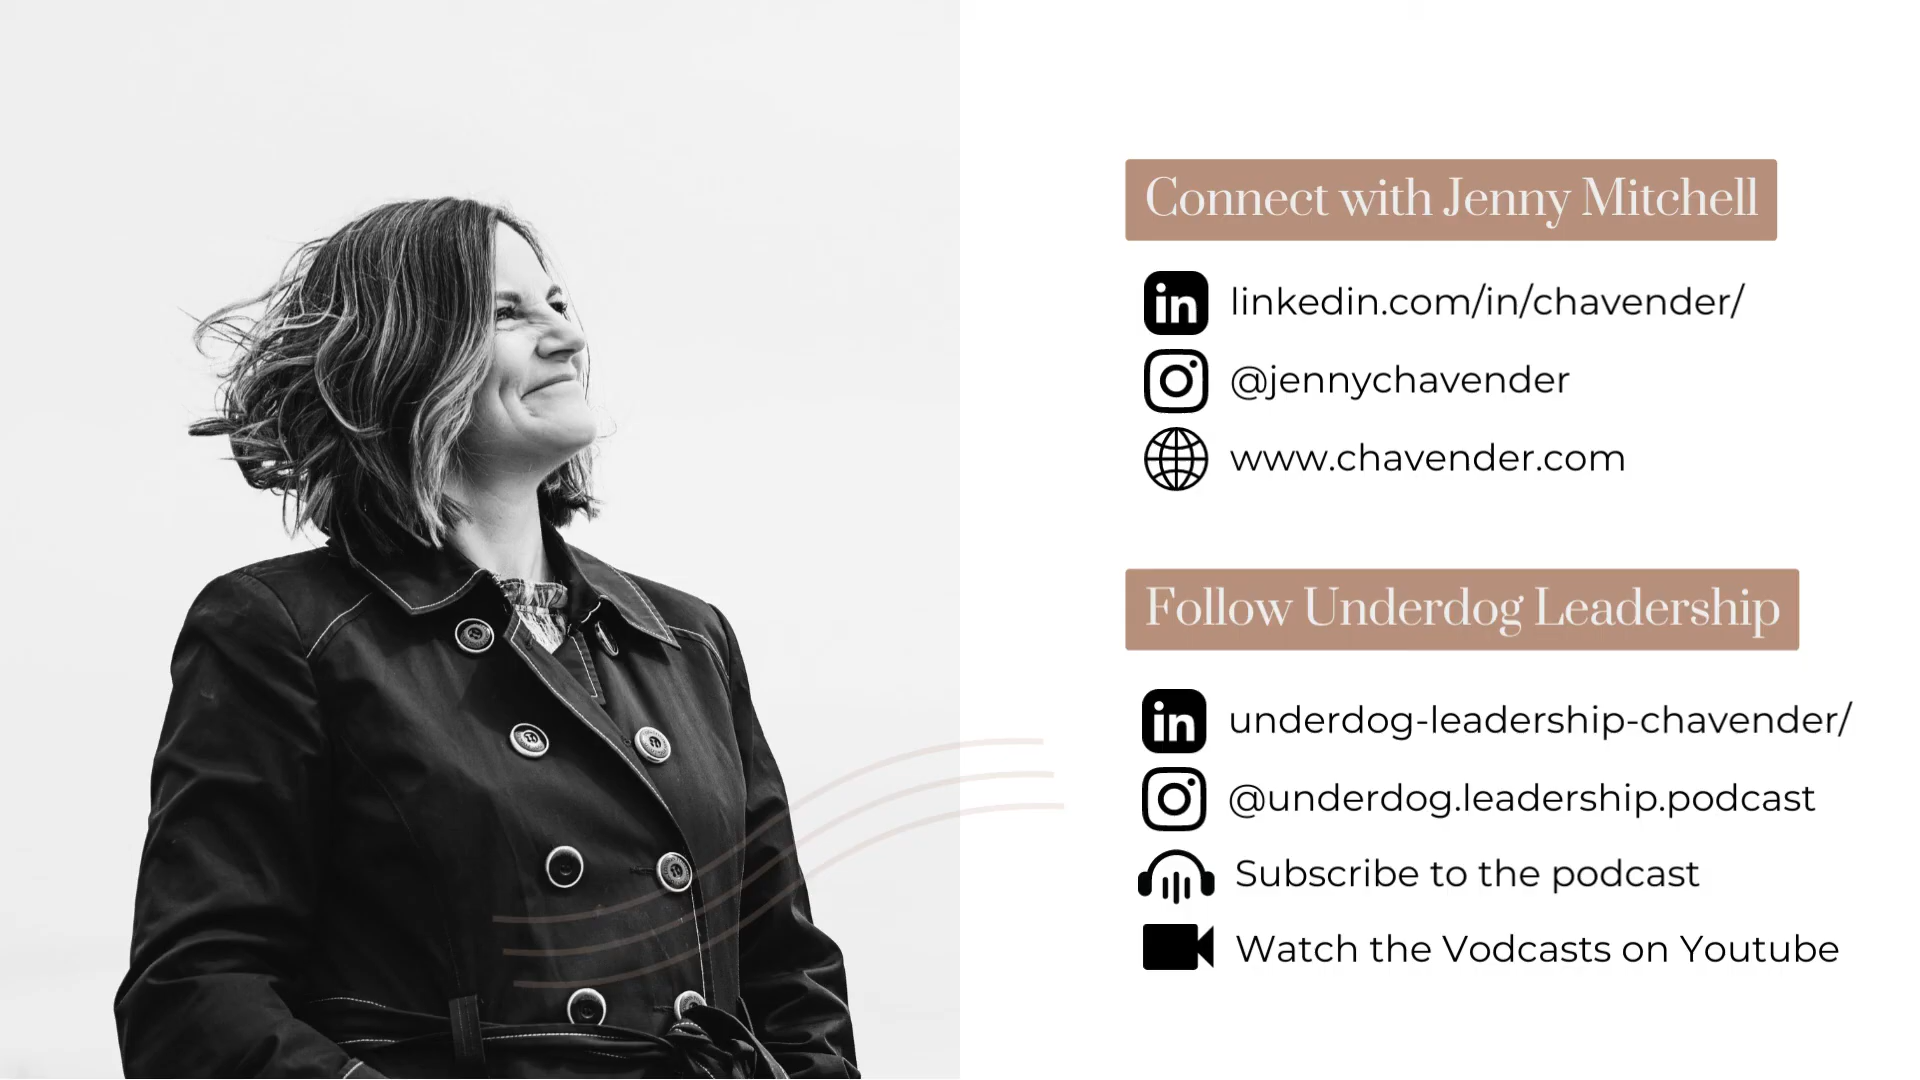 Connect with Jenny Mitchell
linkedin.com/in/chavender/
@jennychavender
www.chavender.com
Follow Underdog Leadership
underdog-leadership-chavender/
@underdog.leadership.podcast
Subscribe to the podcast
Watch the Vodcasts on Youtube